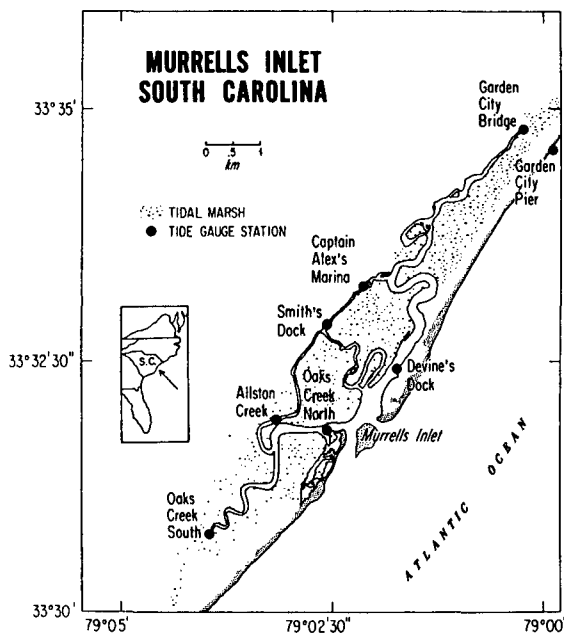 MURRELLS INLET
SOUTH CAROLINA
0 .5 1
km
TIDAL MARSH
TIDE GAUGE STATION
Garden
City
Bridge
Garden
City
Pier
Captain
Alex's
Marina
Smith's
Dock
Devine's
Dock
Oaks
Creek
North
Allston
Creek
Murrells Inlet
Oaks
Creek
South
ATLANTIC OCEAN
S.C.
33°35'
33°32'30"
33°30'
79°05'
79°02'30"
79°00'